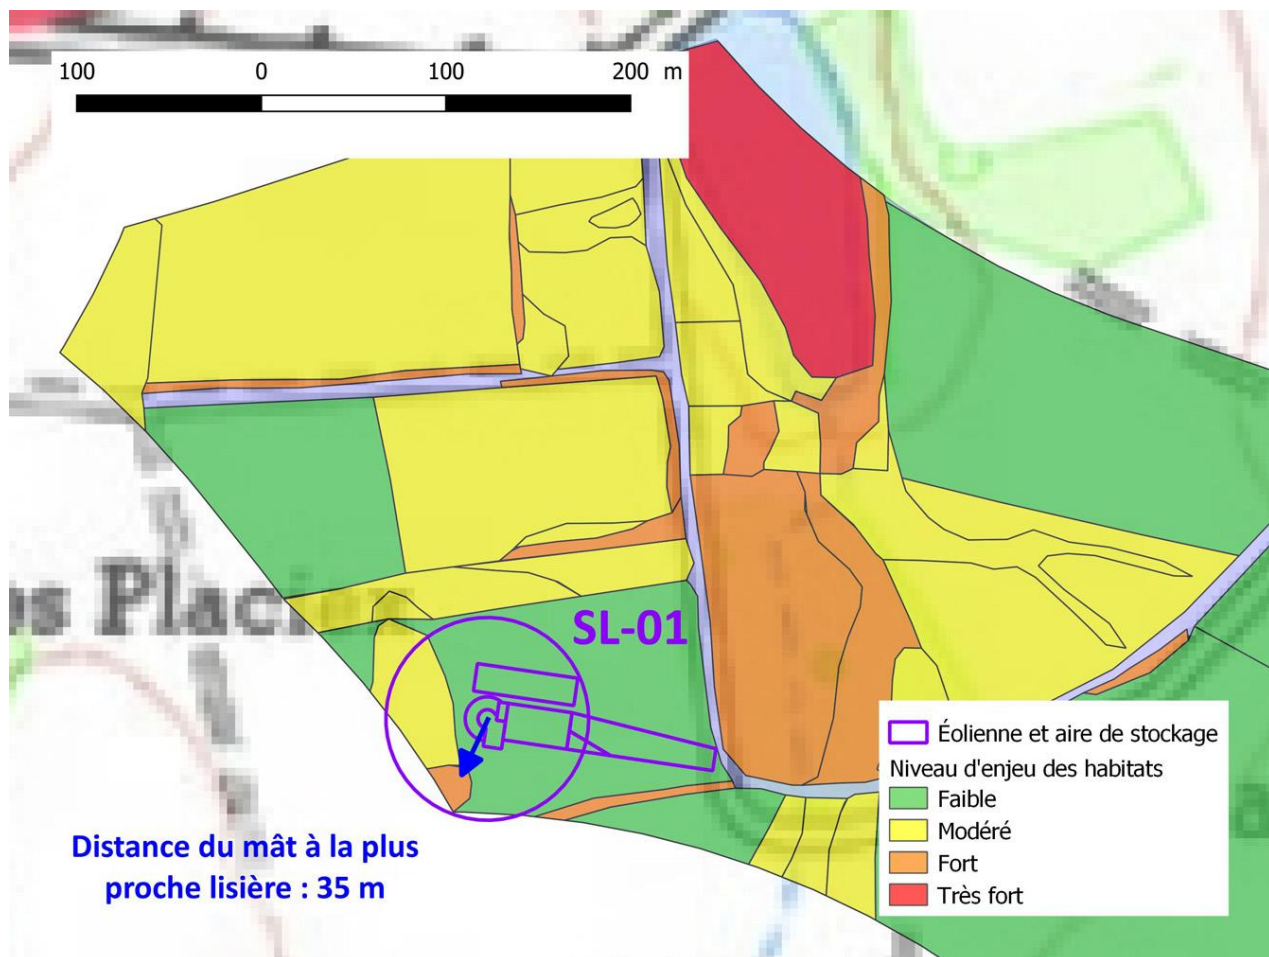 100 0 100 200 m
Placier
SL-01
Éolienne et aire de stockage
Niveau d'enjeu des habitats
Faible
Modéré
Fort
Très fort
Distance du mât à la plus
proche lisière : 35 m